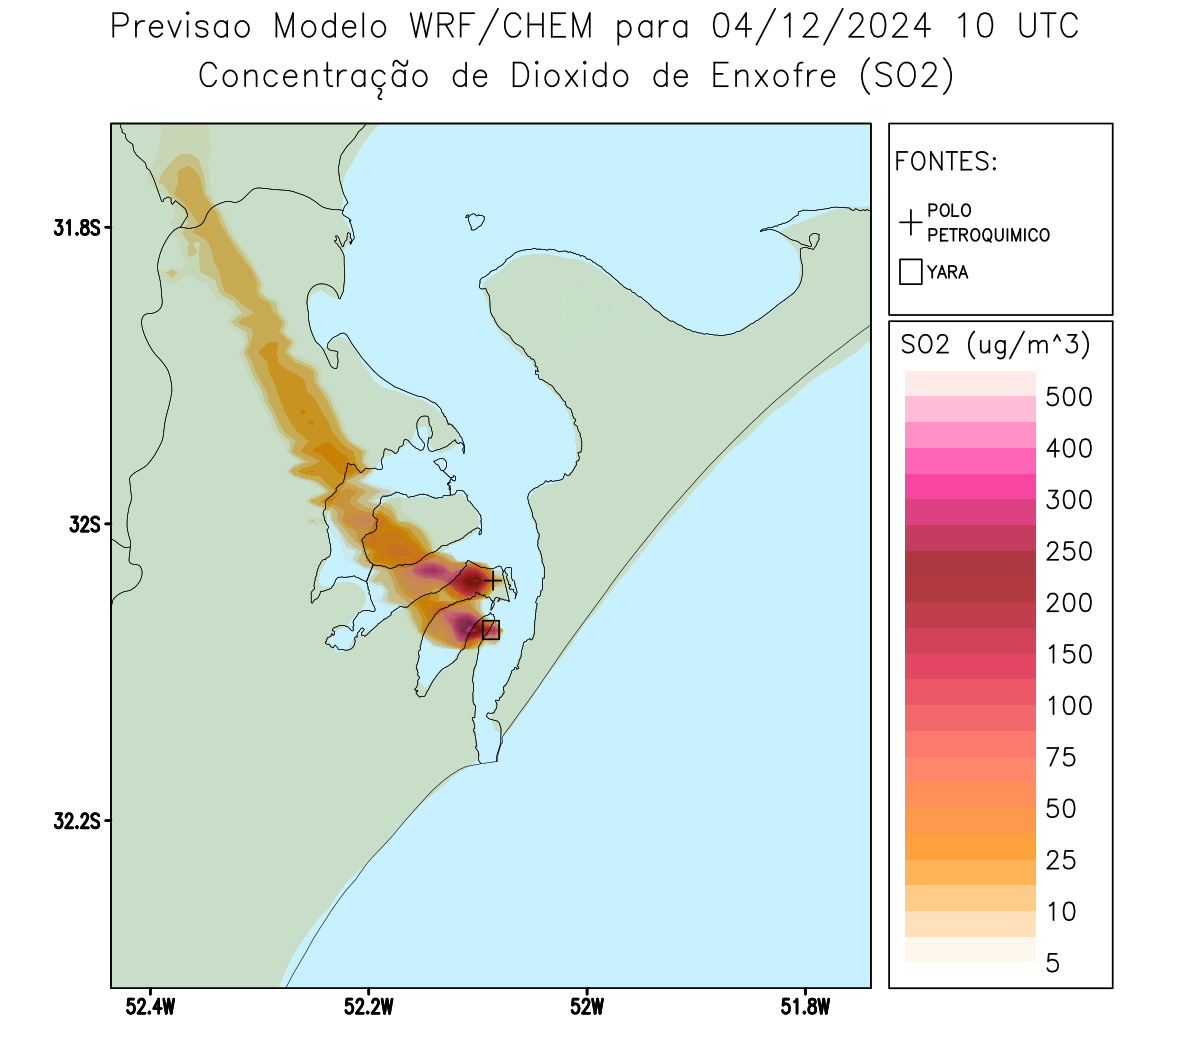 Previsao Modelo WRF/CHEM para 04/12/2024 10 UTC
Concentração de Dioxido de Enxofre (SO2)
FONTES:
POLO
PETROQUIMICO
YARA
SO2 (ug/m^3)
500
400
300
250
200
150
100
75
50
25
10
5
31.8S
32S
32.2S
52.4W
52.2W
52W
51.8W